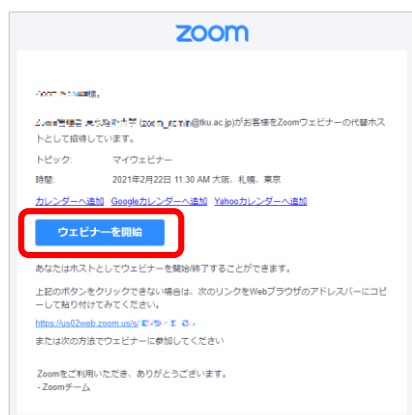 zoom
様。
(zoom_admin@tku.ac.jp)がお客様をZoomウェビナーの代替ホス
トとして招待しています。
トピック: マイウェビナー
時間: 2021年2月22日 11:30 AM 大阪、札幌、東京
カレンダーへ追加 Googleカレンダーへ追加 Yahooカレンダーへ追加
ウェビナーを開始
あなたはホストとしてウェビナーを開始/終了することができます。
上記のボタンをクリックできない場合は、次のリンクをWebブラウザのアドレスバーにコピ
ーして貼り付けてみてください。
https://us02web.zoom.us/s/
または次の方法でウェビナーに参加してください
Zoomをご利用いただき、ありがとうございます。
- Zoomチーム